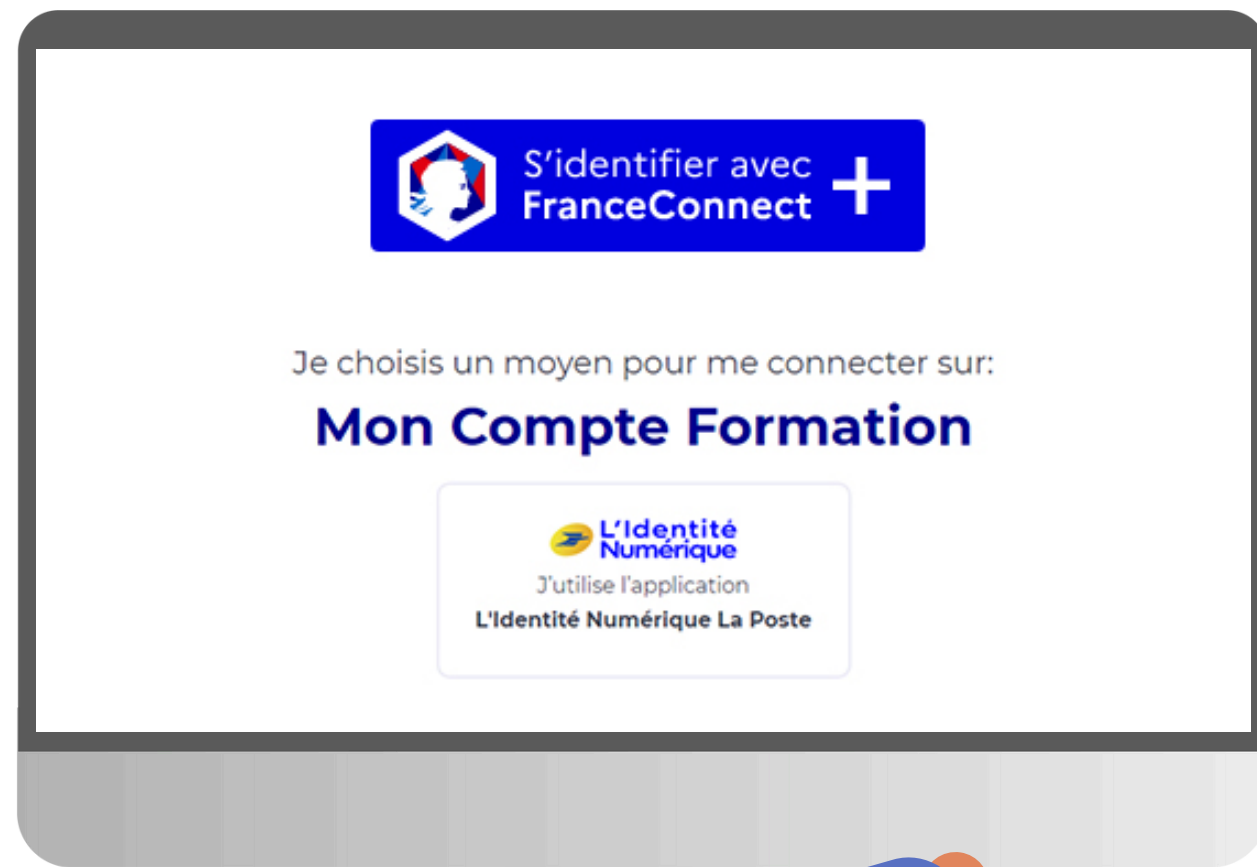 S'identifier avec
FranceConnect +
Je choisis un moyen pour me connecter sur:
Mon Compte Formation
L'Identité
Numérique
J'utilise l'application
L'Identité Numérique La Poste